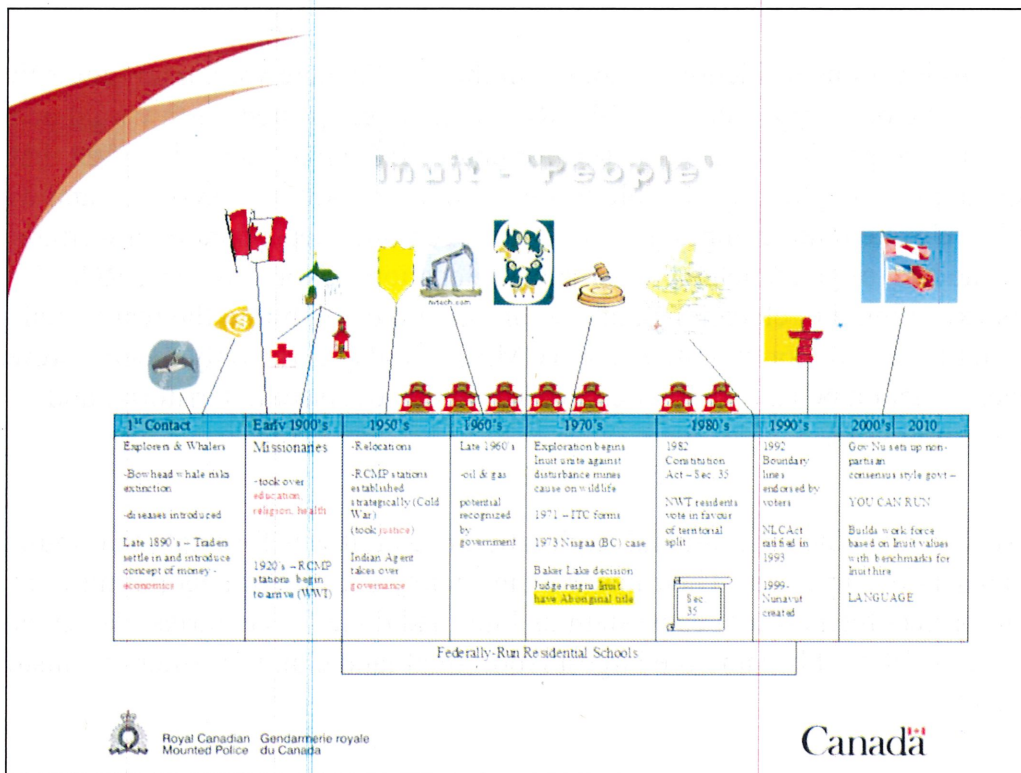 Inuit - 'People'
hitech.com
1st Contact
Explorers & Whalers
-Bowhead whale risks
extinction
-diseases introduced
Late 1890's – Traders
settle in and introduce
concept of money -
economics
Early 1900's
Missionaries
- took over
education,
religion, health
1920's – RCMP
stations begin
to arrive (WWI)
1950's
-Relocations
-RCMP stations
established
strategically (Cold
War)
(took justice)
Indian Agent
takes over
governance
1960's
Late 1960's
-oil & gas
potential
recognized
by
government
1970's
Exploration begins
Inuit unite against
disturbance mines
cause on wildlife
1971 – ITC forms
1973 Nisgaa (BC) case
Baker Lake decision
Judge reigns Inuit
have Aboriginal title
1980's
1982
Constitution
Act – Sec 35
NWT residents
vote in favour
of territorial
split
Sec
35
1990's
1992
Boundary
lines
endorsed by
voters
NLCAct
ratified in
1993
1999-
Nunavut
created
2000's – 2010
Gov Nu sets up non-
partisan
consensus style govt –
YOU CAN RUN
Builds work force
based on Inuit values
with benchmarks for
Inuit hire
LANGUAGE
Federally-Run Residential Schools
Royal Canadian Gendarmerie royale
Mounted Police du Canada
Canada